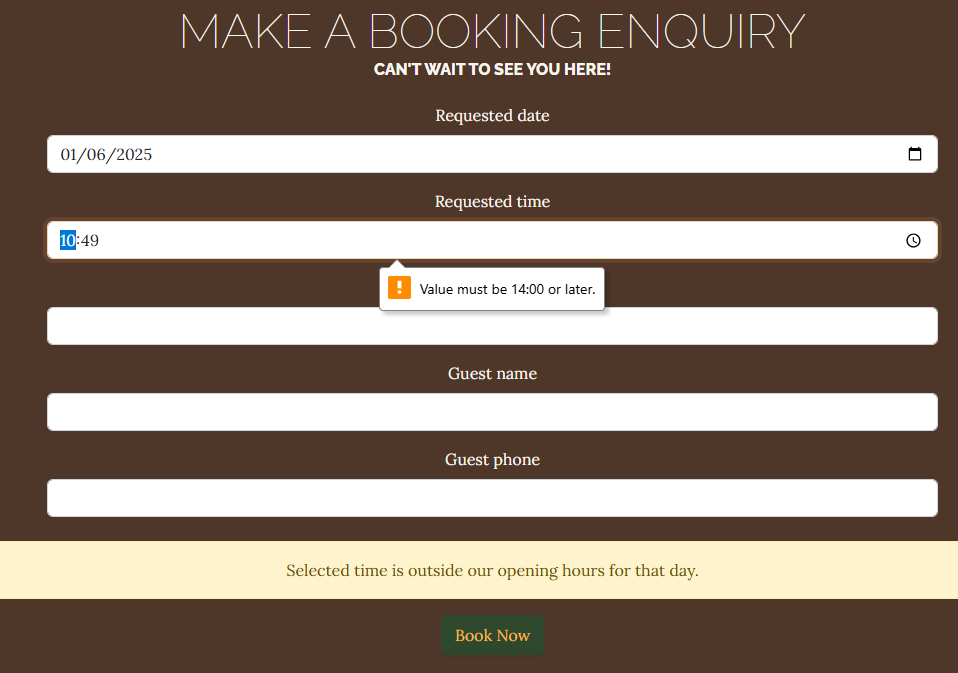 MAKE A BOOKING ENQUIRY
CAN'T WAIT TO SEE YOU HERE!
Requested date
01/06/2025
Requested time
10:49
Value must be 14:00 or later.
Guest name
Guest phone
Selected time is outside our opening hours for that day.
Book Now